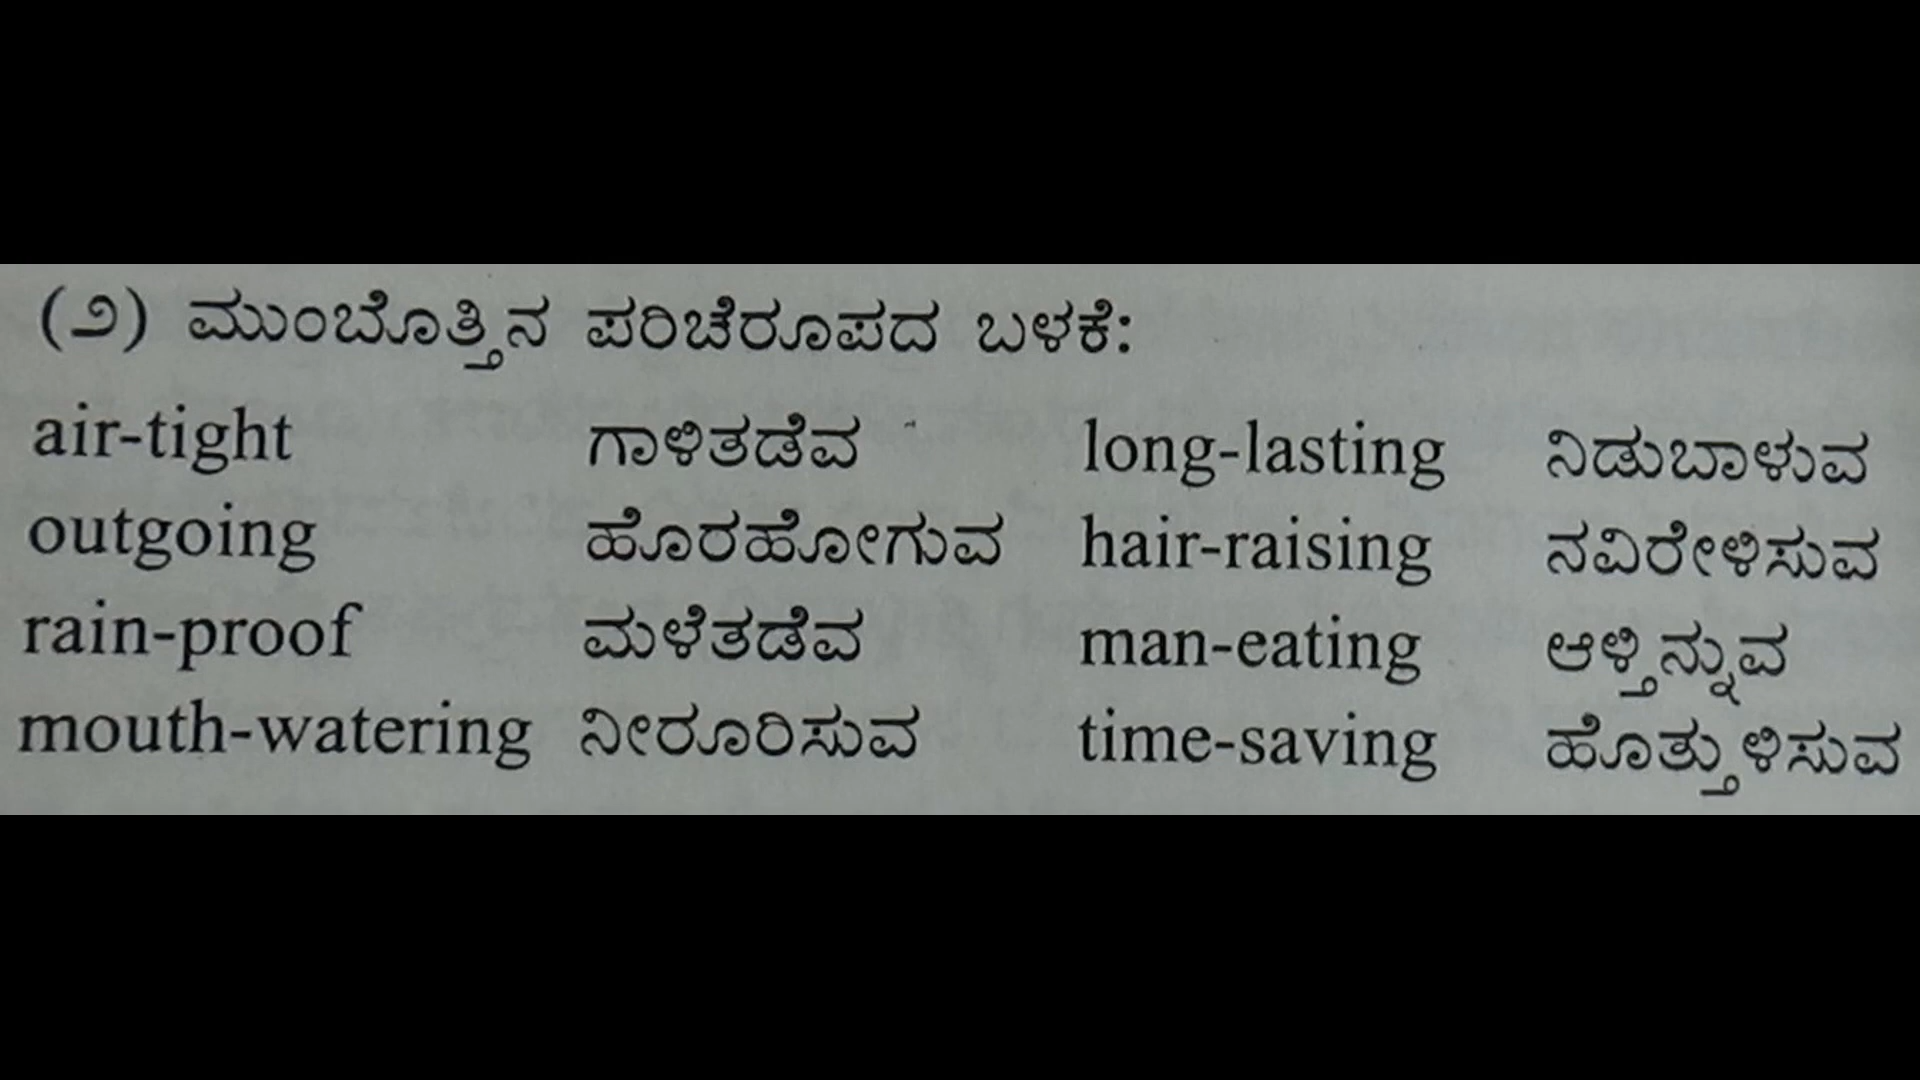 (೨) ಮುಂಬೊತ್ತಿನ ಪರಿಚೆರೂಪದ ಬಳಕೆ:
air-tight ಗಾಳಿತಡೆವ long-lasting ನಿಡುಬಾಳುವ
outgoing ಹೊರಹೋಗುವ hair-raising ನವಿರೇಳಿಸುವ
rain-proof ಮಳೆತಡೆವ man-eating ಆಳ್ತಿನ್ನುವ
mouth-watering ನೀರೂರಿಸುವ time-saving ಹೊತ್ತುಳಿಸುವ